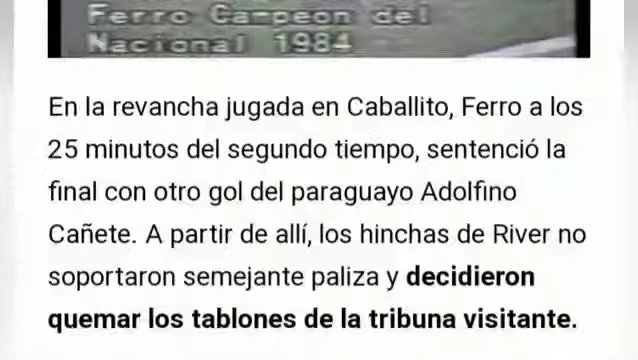 Ferro Campeon del
Nacional 1984
En la revancha jugada en Caballito, Ferro a los
25 minutos del segundo tiempo, sentenció la
final con otro gol del paraguayo Adolfino
Cañete. A partir de allí, los hinchas de River no
soportaron semejante paliza y decidieron
quemar los tablones de la tribuna visitante.